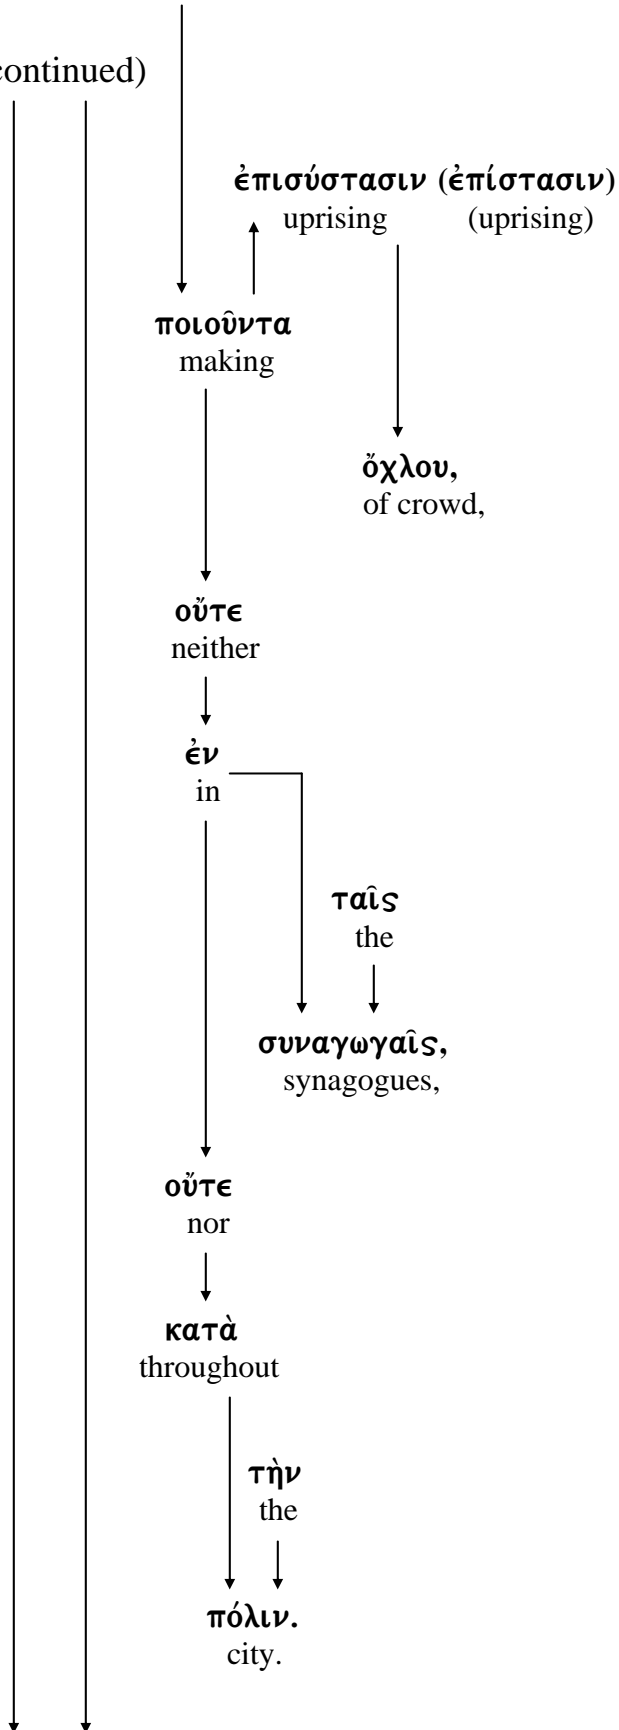 continued)
ἐπισύστασιν (ἐπίστασιν)
uprising (uprising)
ποιοῦντα
making
ὄχλου,
of crowd,
οὔτε
neither
ἐν
in
ταῖς
the
συναγωγαῖς,
synagogues,
οὔτε
nor
κατὰ
throughout
τὴν
the
πόλιν.
city.